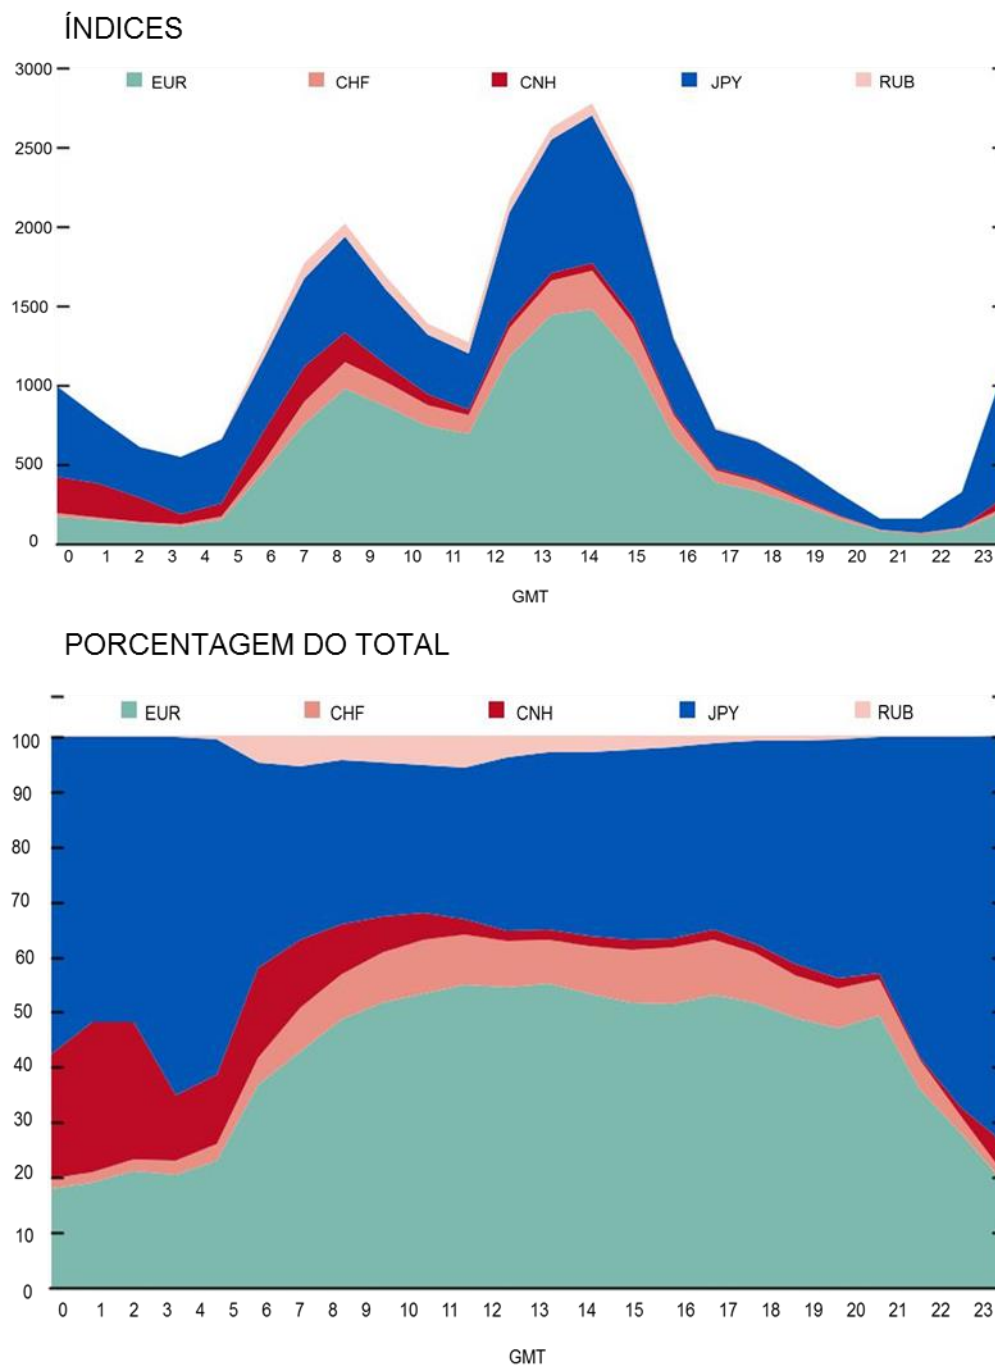 ÍNDICES
3000
EUR CHF CNH JPY RUB
2500
2000
1500
1000
500
0
0 1 2 3 4 5 6 7 8 9 10 11 12 13 14 15 16 17 18 19 20 21 22 23
GMT
PORCENTAGEM DO TOTAL
EUR CHF CNH JPY RUB
100
90
80
70
60
50
40
30
20
10
0
0 1 2 3 4 5 6 7 8 9 10 11 12 13 14 15 16 17 18 19 20 21 22 23
GMT